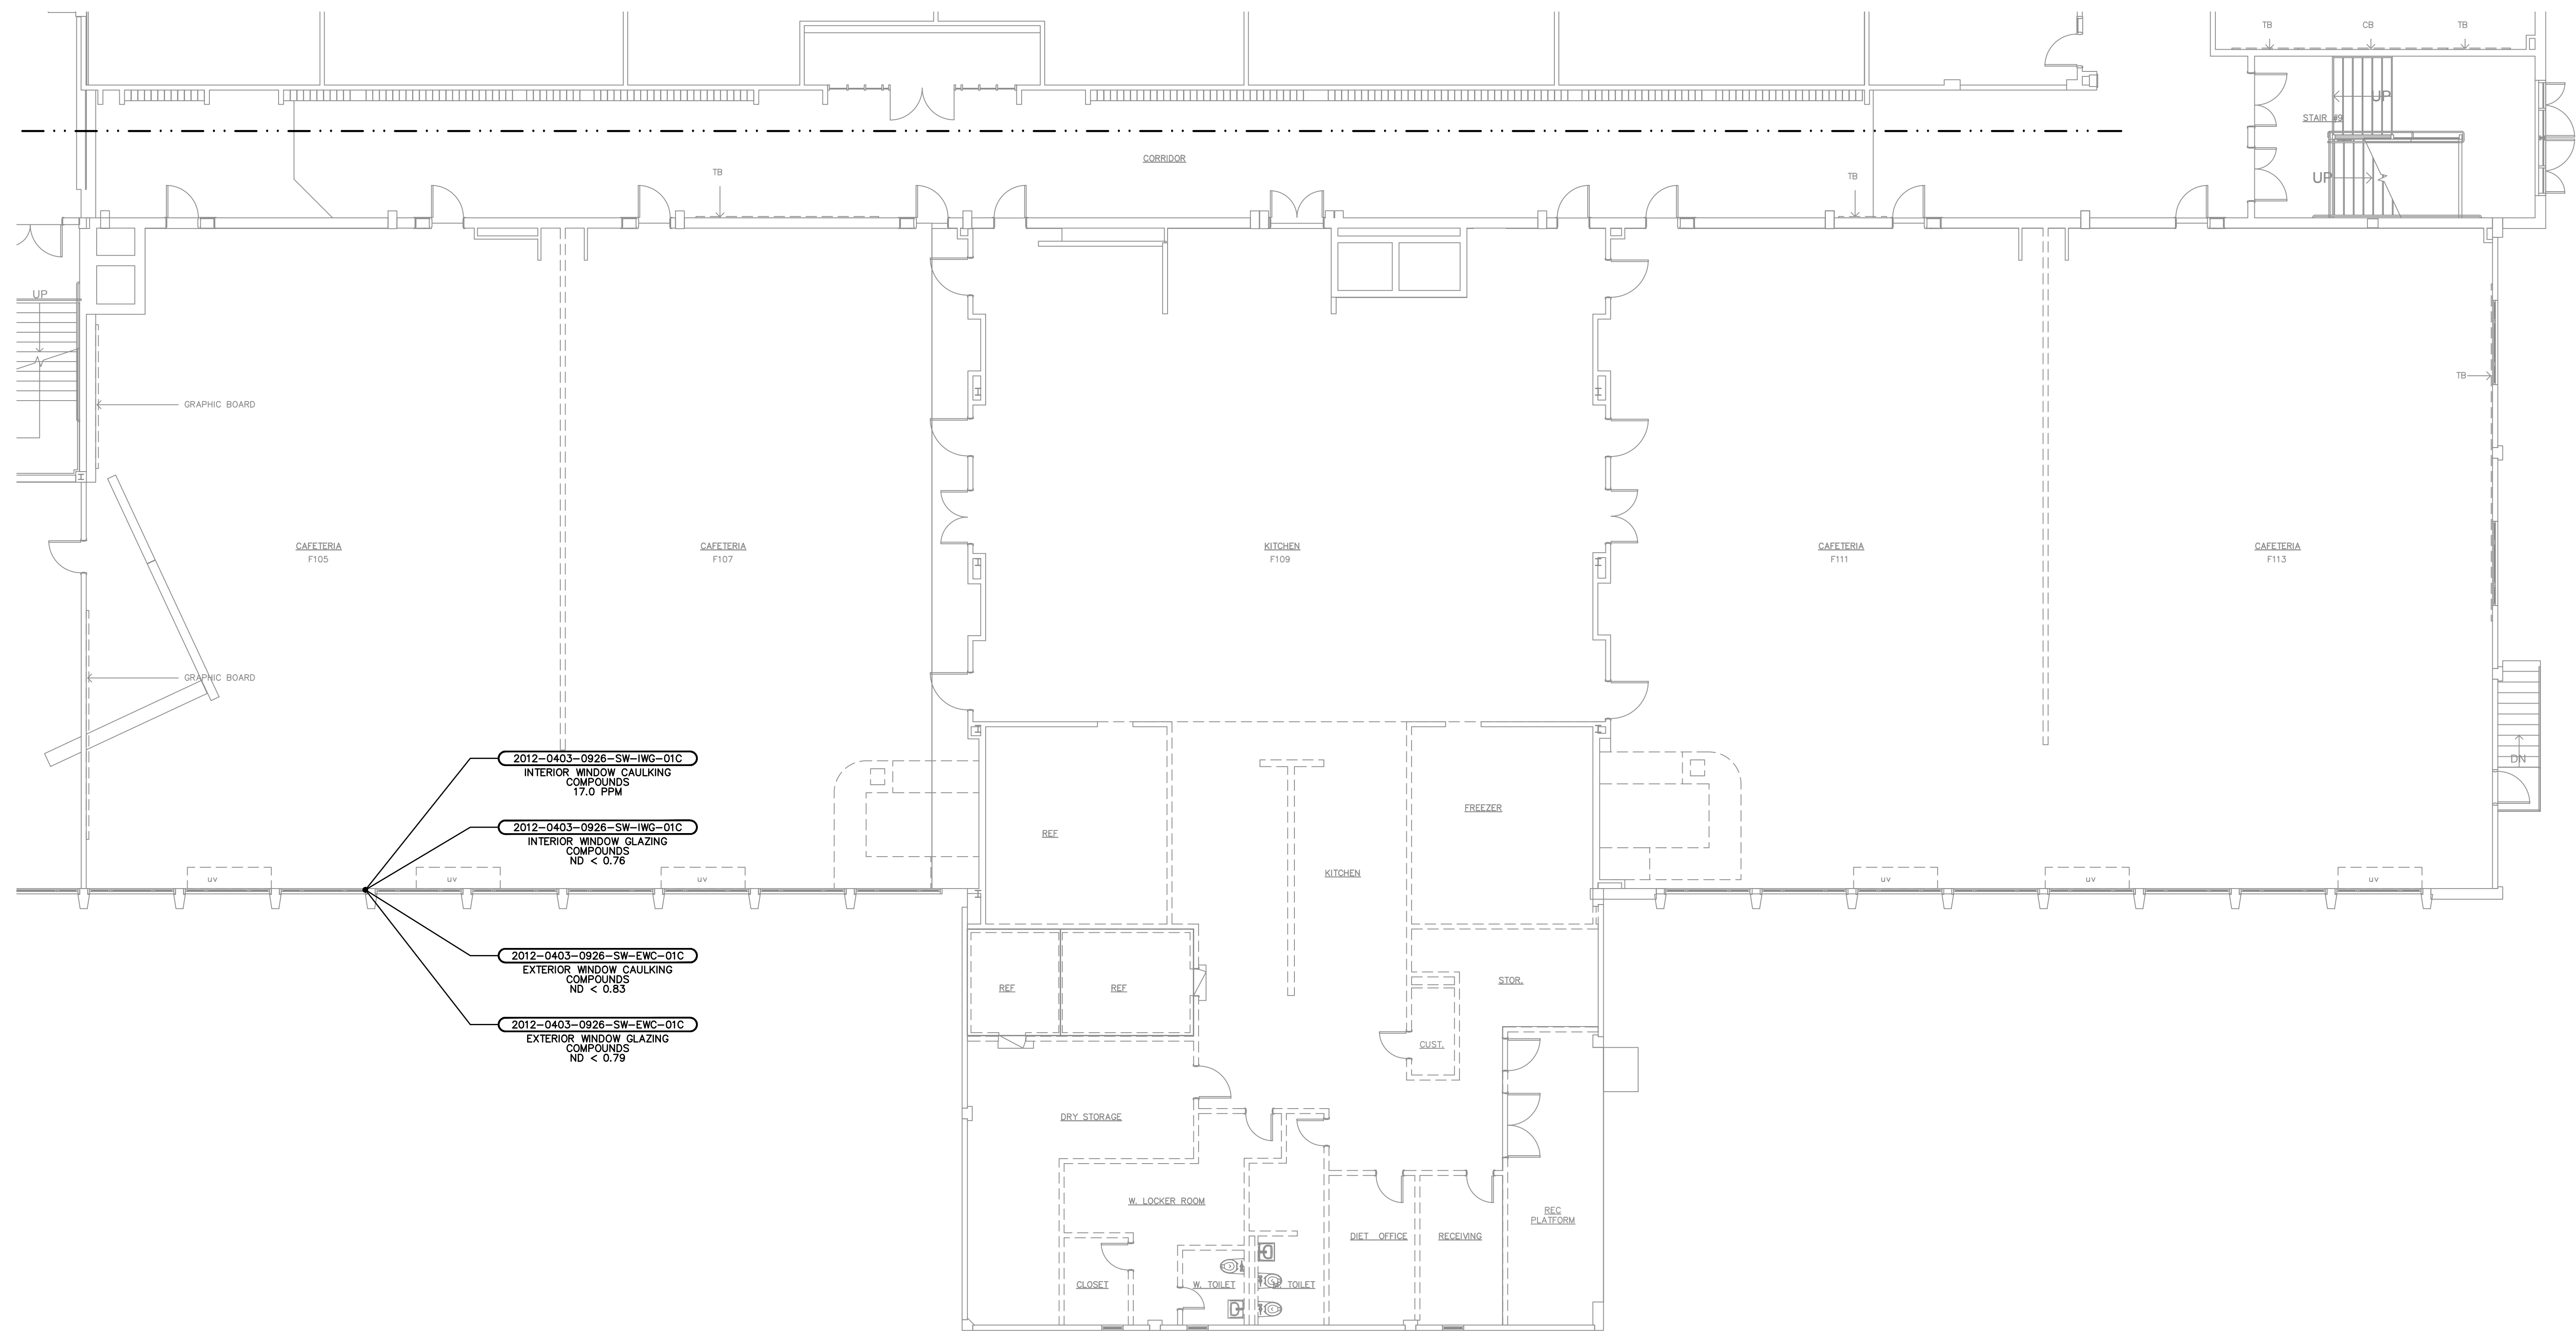 TB
CB
TB
UP
STAIR #9
UP
CORRIDOR
TB
TB
UP
TB
GRAPHIC BOARD
CAFETERIA
F105
CAFETERIA
F107
KITCHEN
F109
CAFETERIA
F111
CAFETERIA
F113
GRAPHIC BOARD
2012-0403-0926-SW-IWG-01C
INTERIOR WINDOW CAULKING
COMPOUNDS
17.0 PPM
2012-0403-0926-SW-IWG-01C
INTERIOR WINDOW GLAZING
COMPOUNDS
ND < 0.76
DN
FREEZER
REF
KITCHEN
uv
uv
uv
uv
uv
uv
2012-0403-0926-SW-EWC-01C
EXTERIOR WINDOW CAULKING
COMPOUNDS
ND < 0.83
2012-0403-0926-SW-EWC-01C
EXTERIOR WINDOW GLAZING
COMPOUNDS
ND < 0.79
REF
REF
STOR.
CUST.
DRY STORAGE
W. LOCKER ROOM
REC
PLATFORM
DIET OFFICE
RECEIVING
CLOSET
W. TOILET
TOILET